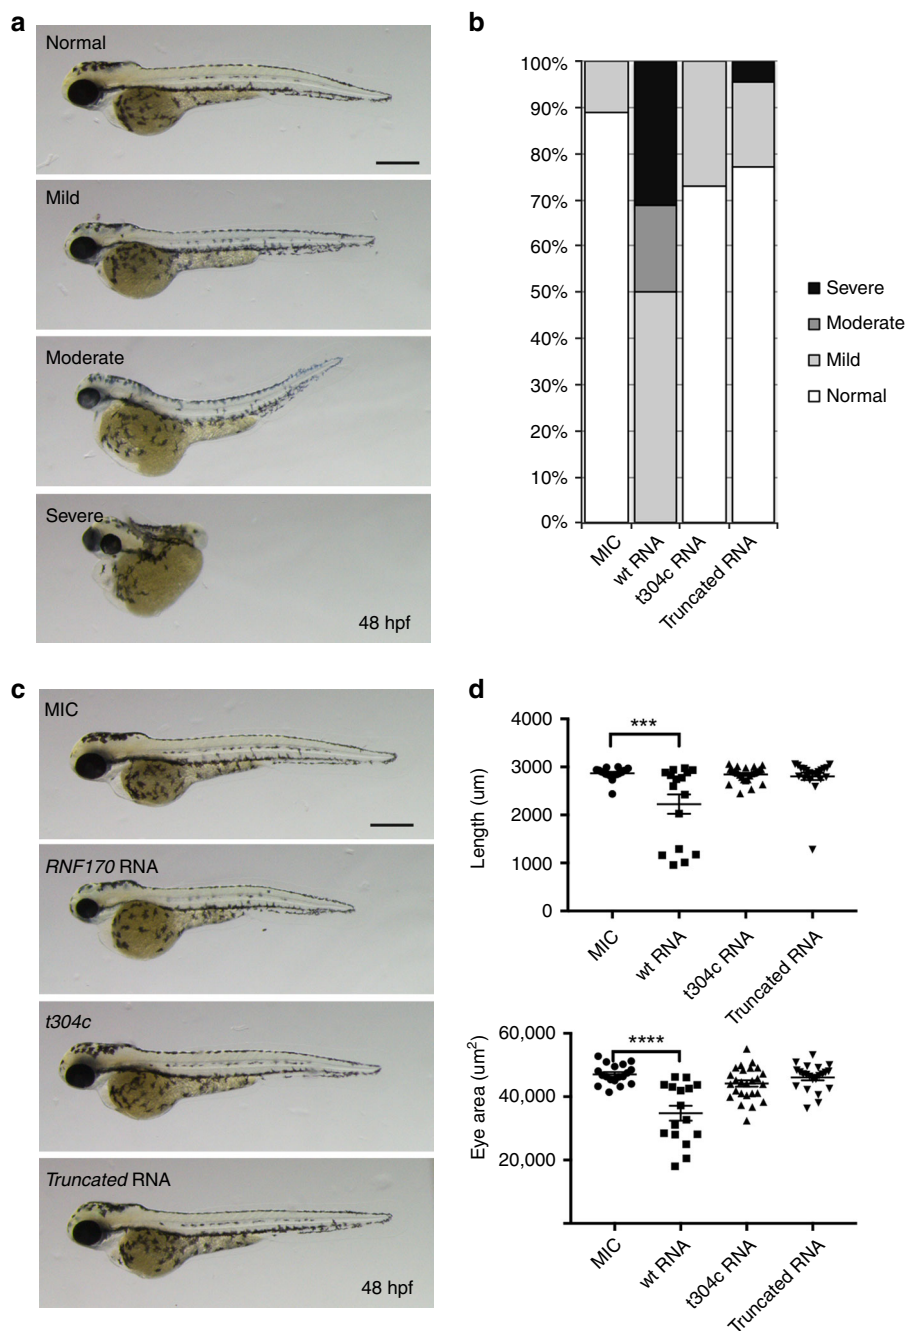 a
Normal
Mild
Moderate
Severe
48 hpf
b
100%
90%
80%
70%
60%
50%
40%
30%
20%
10%
0%
MIC
wt RNA
t304c RNA
Truncated RNA
Severe
Moderate
Mild
Normal
c
MIC
RNF170 RNA
t304c
Truncated RNA
48 hpf
d
Length (um)
4000
3000
2000
1000
0
***
MIC
wt RNA
t304c RNA
Truncated RNA
Eye area (um²)
60,000
40,000
20,000
****
MIC
wt RNA
t304c RNA
Truncated RNA